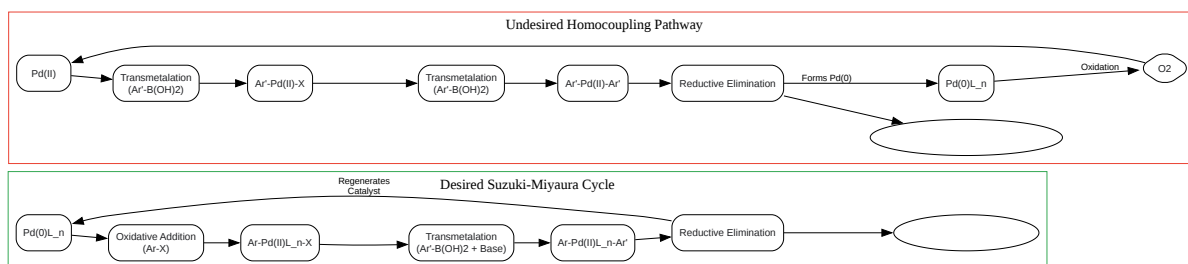 Undesired Homocoupling Pathway
Pd(II)
Transmetalation
(Ar'-B(OH)2)
Ar'-Pd(II)-X
Transmetalation
(Ar'-B(OH)2)
Ar'-Pd(II)-Ar'
Reductive Elimination
Forms Pd(0)
Pd(0)L_n
Oxidation
O2
Desired Suzuki-Miyaura Cycle
Regenerates
Catalyst
Pd(0)L_n
Oxidative Addition
(Ar-X)
Ar-Pd(II)L_n-X
Transmetalation
(Ar'-B(OH)2 + Base)
Ar-Pd(II)L_n-Ar'
Reductive Elimination